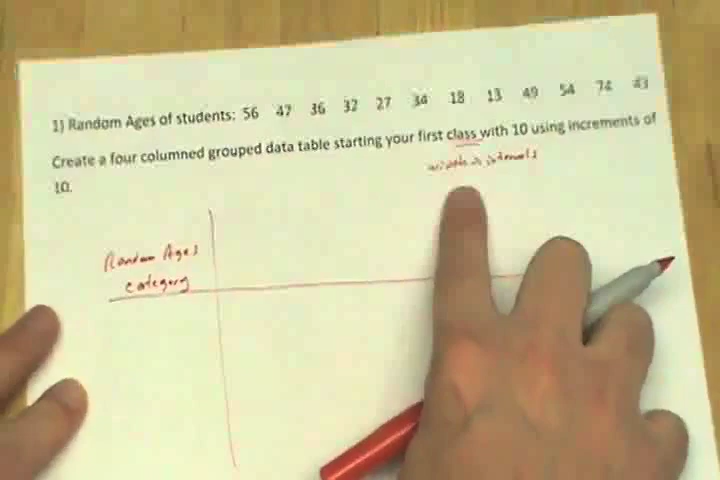 1) Random Ages of students: 56 47 36 32 27 34 18 13 49 54 74 43
Create a four columned grouped data table starting your first class with 10 using increments of
10.
intervals
Random Ages
category